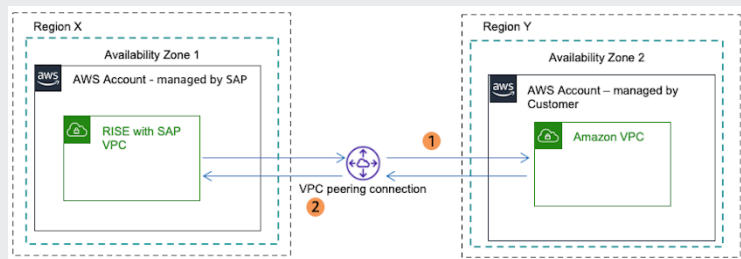 Region X
Availability Zone 1
aws
AWS Account - managed by SAP
RISE with SAP
VPC
1
VPC peering connection
2
Region Y
Availability Zone 2
aws
AWS Account – managed by
Customer
Amazon VPC